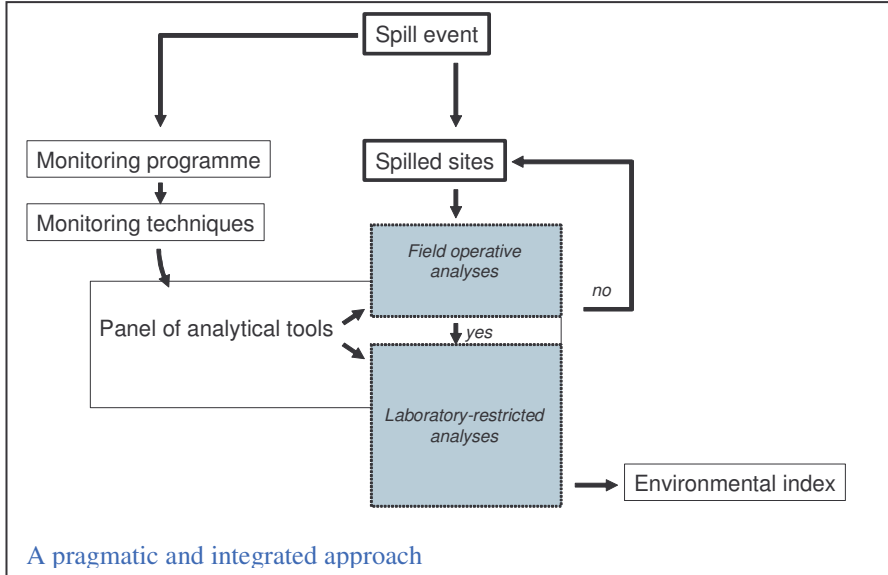 Spill event
Monitoring programme
Spilled sites
Monitoring techniques
Field operative
analyses
no
Panel of analytical tools
yes
Laboratory-restricted
analyses
Environmental index
A pragmatic and integrated approach